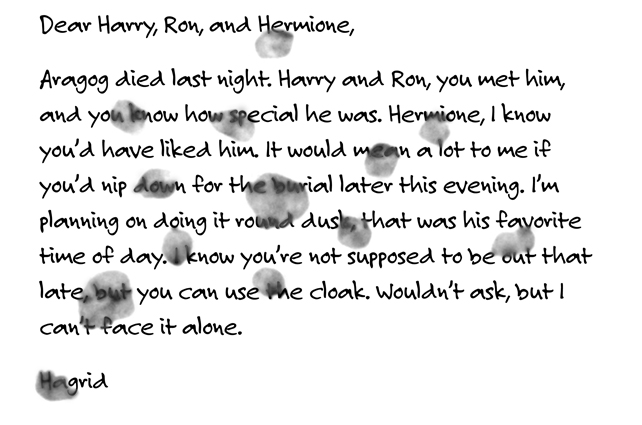 Dear Harry, Ron, and Hermione,
Aragog died last night. Harry and Ron, you met him,
and you know how special he was. Hermione, I know
you'd have liked him. It would mean a lot to me if
you'd nip down for the burial later this evening. I'm
planning on doing it round dusk, that was his favorite
time of day. I know you're not supposed to be out that
late, but you can use the cloak. Wouldn't ask, but I
can't face it alone.
Hagrid